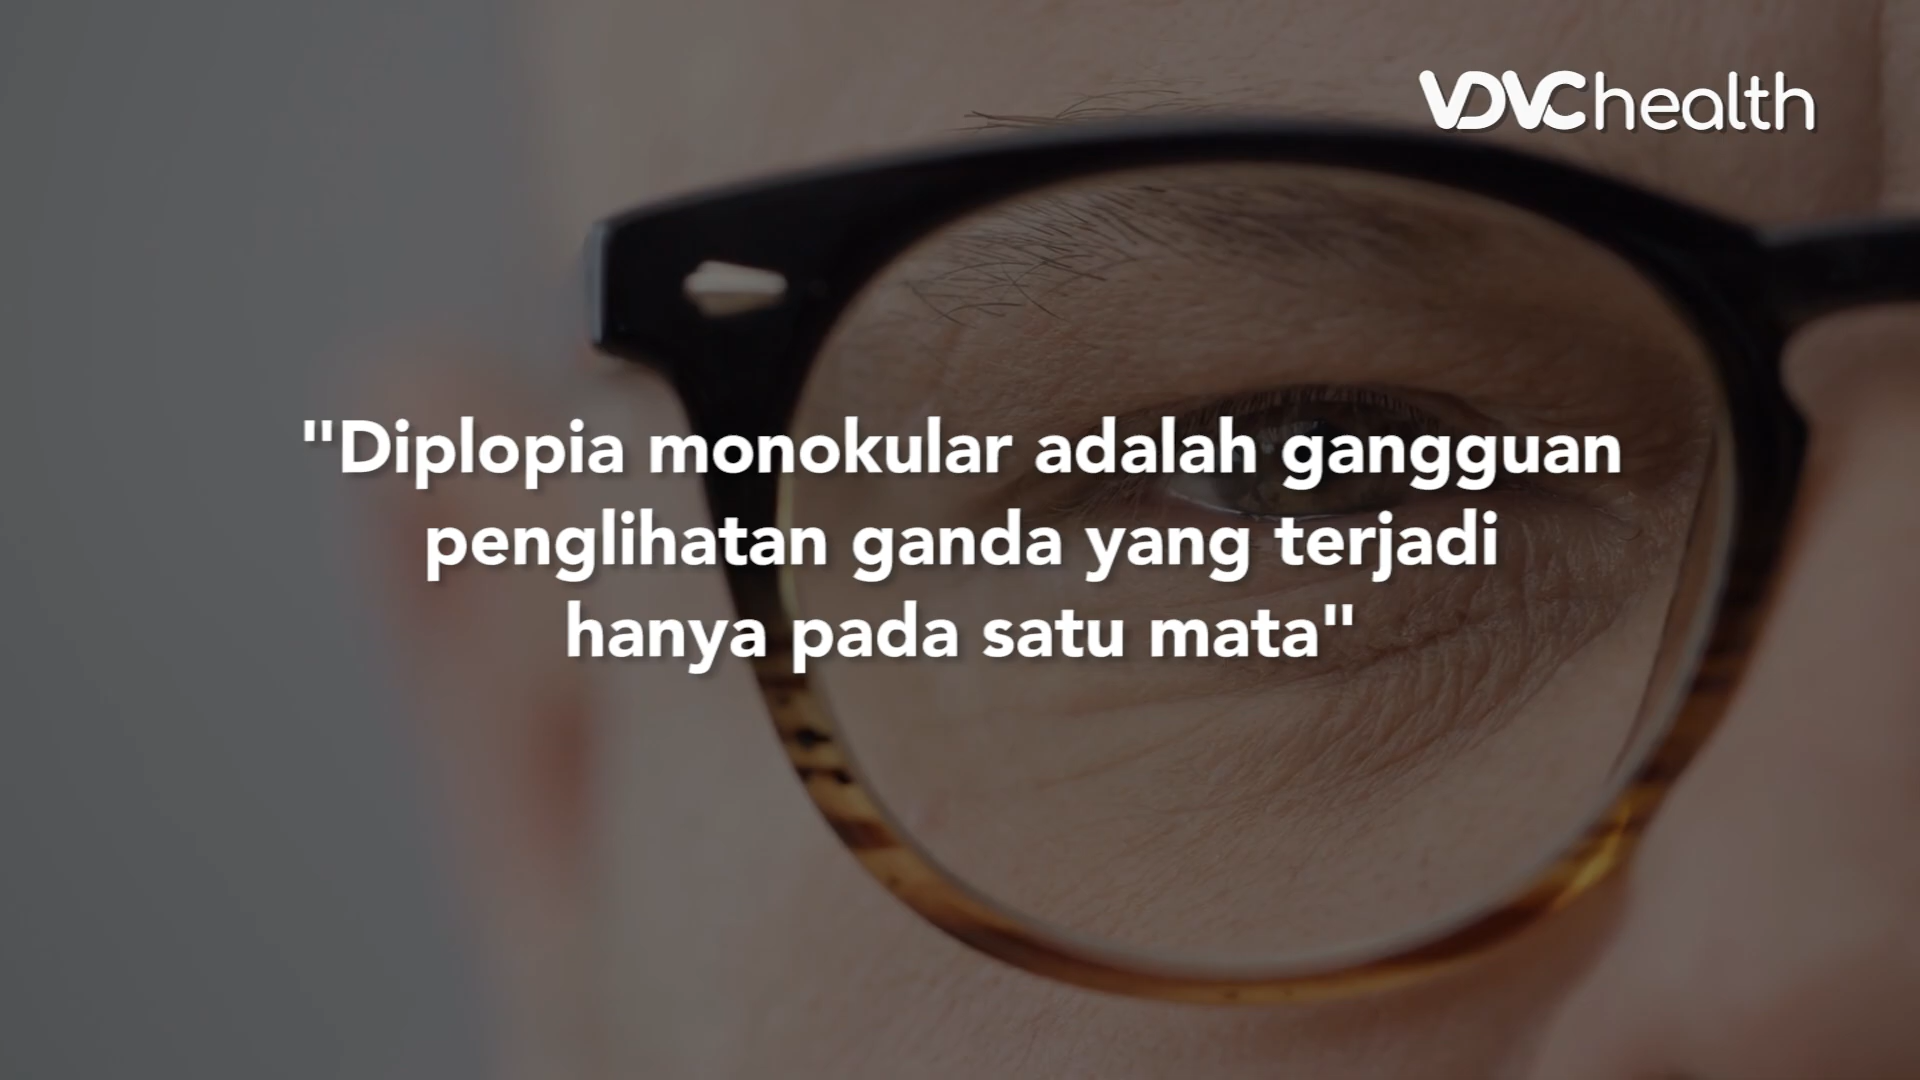 VDVC health
"Diplopia monokular adalah gangguan
penglihatan ganda yang terjadi
hanya pada satu mata"